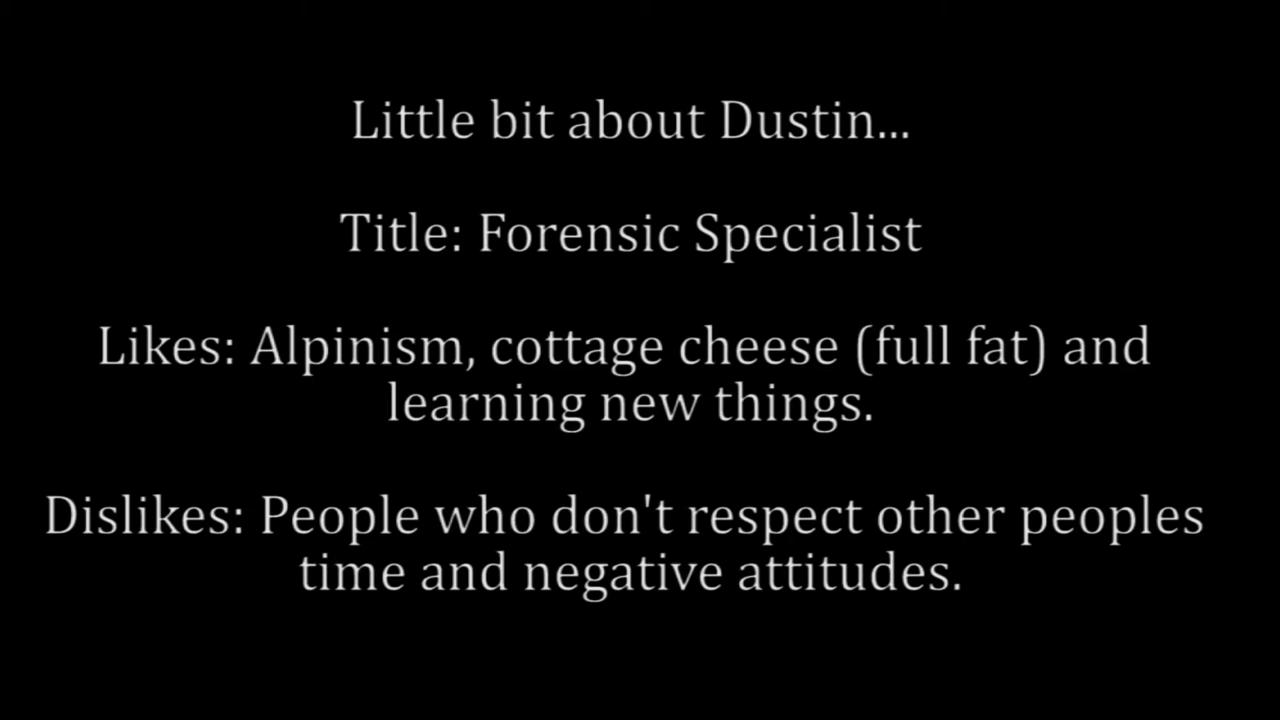 Little bit about Dustin...
Title: Forensic Specialist
Likes: Alpinism, cottage cheese (full fat) and
learning new things.
Dislikes: People who don't respect other peoples
time and negative attitudes.